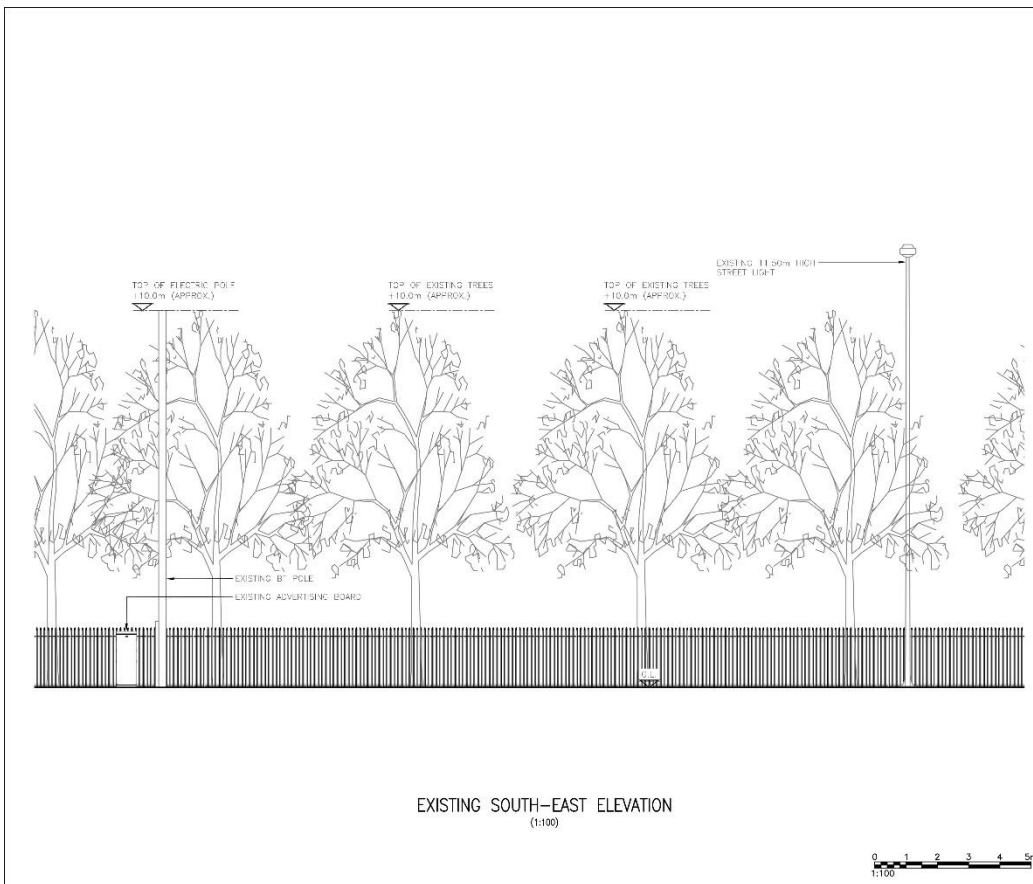 EXISTING 11.50m HIGH
STREET LIGHT
TOP OF ELECTRIC POLE
+10.0m (APPROX.)
TOP OF EXISTING TREES
+10.0m (APPROX.)
TOP OF EXISTING TREES
+10.0m (APPROX.)
EXISTING BT POLE
EXISTING ADVERTISING BOARD
G.L.
EXISTING SOUTH-EAST ELEVATION
(1:100)
0 1 2 3 4 5m
1:100